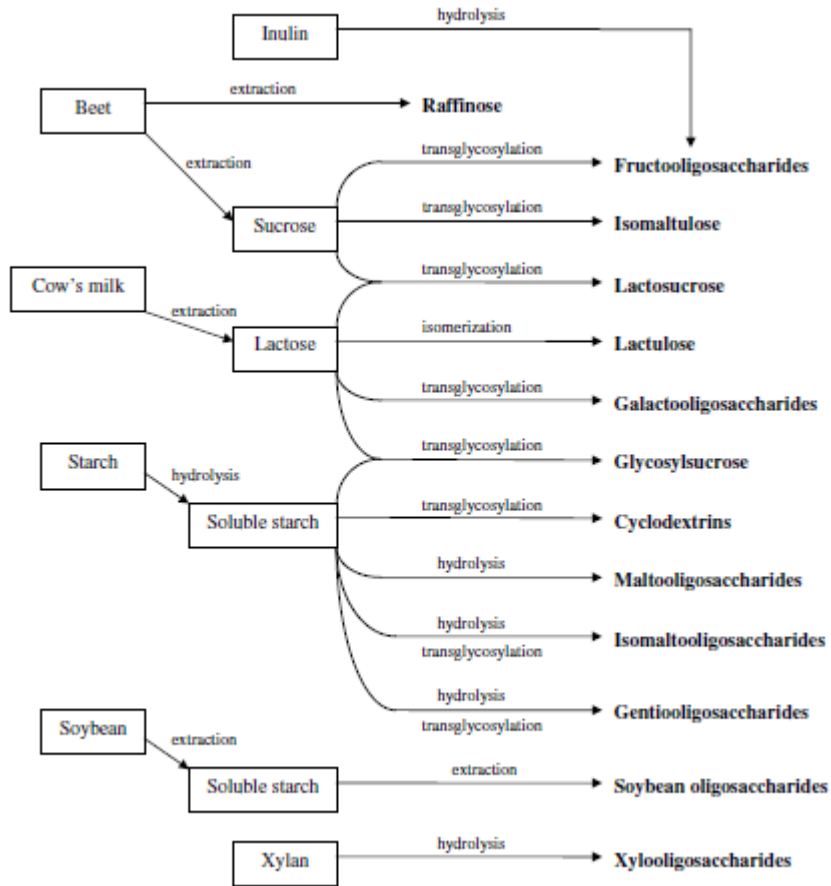 hydrolysis
Inulin
extraction
Beet
Raffinose
extraction
transglycosylation
Fructooligosaccharides
Sucrose
transglycosylation
Isomaltulose
Cow's milk
transglycosylation
Lactosucrose
extraction
Lactose
isomerization
Lactulose
transglycosylation
Galactooligosaccharides
Starch
transglycosylation
Glycosylsucrose
hydrolysis
Soluble starch
transglycosylation
Cyclodextrins
hydrolysis
Maltooligosaccharides
hydrolysis
transglycosylation
Isomaltooligosaccharides
hydrolysis
transglycosylation
Gentiooligosaccharides
Soybean
extraction
Soluble starch
extraction
Soybean oligosaccharides
Xylan
hydrolysis
Xylooligosaccharides